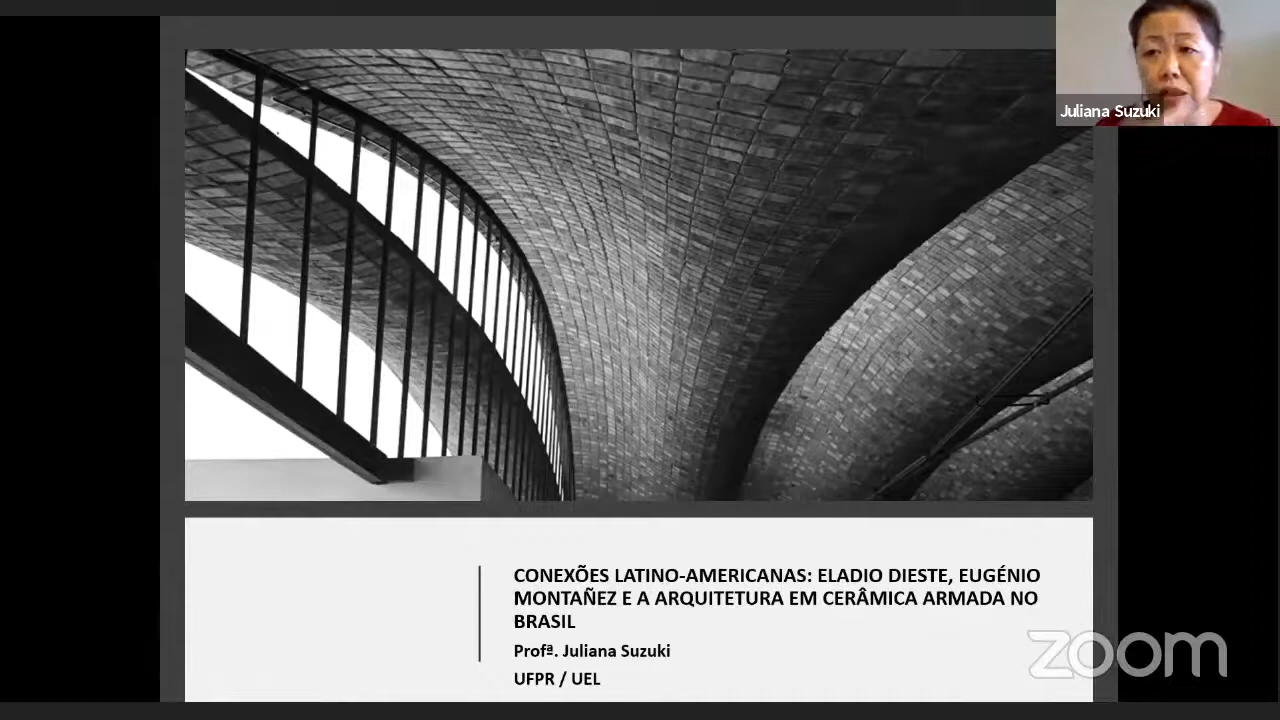 Juliana Suzuki
CONEXÕES LATINO-AMERICANAS: ELADIO DIESTE, EUGÉNIO
MONTAÑEZ E A ARQUITETURA EM CERÂMICA ARMADA NO
BRASIL
Profª. Juliana Suzuki
UFPR / UEL
zoom